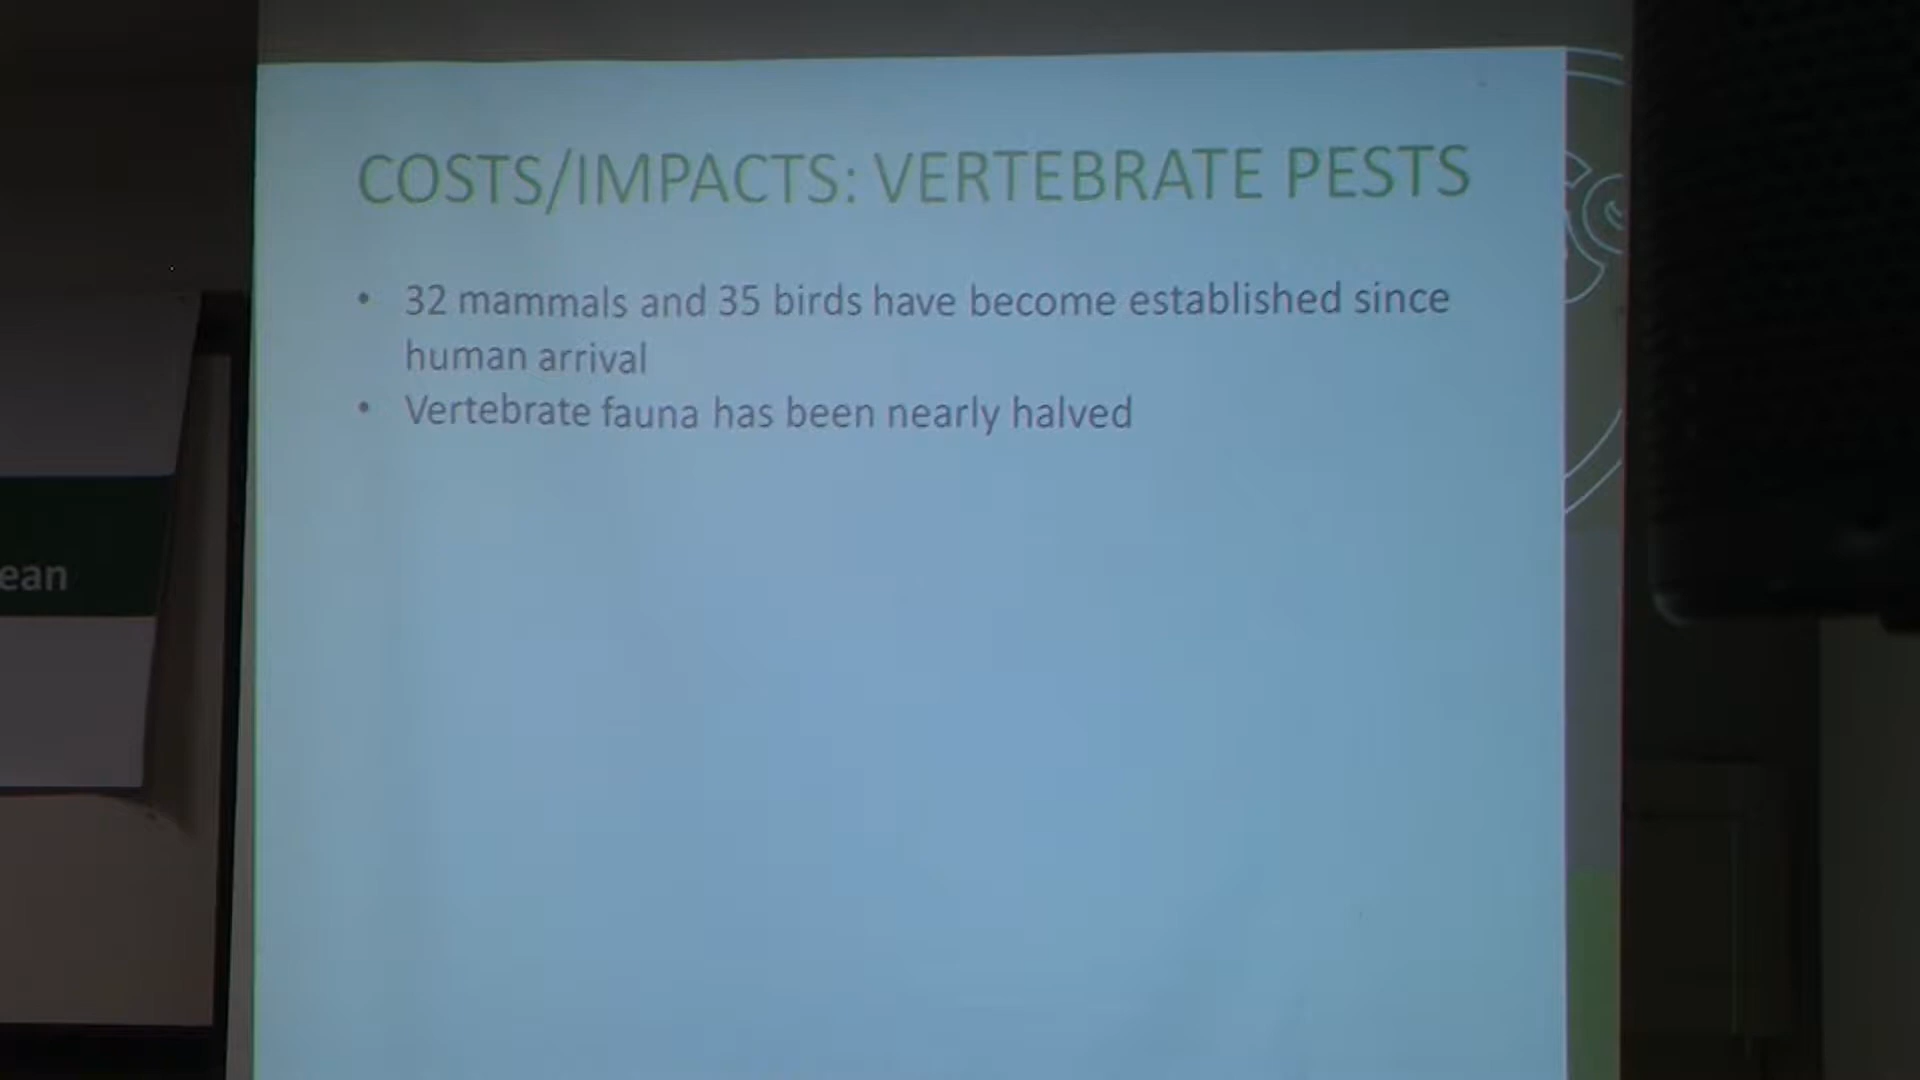 COSTS/IMPACTS: VERTEBRATE PESTS
• 32 mammals and 35 birds have become established since
human arrival
• Vertebrate fauna has been nearly halved
ean